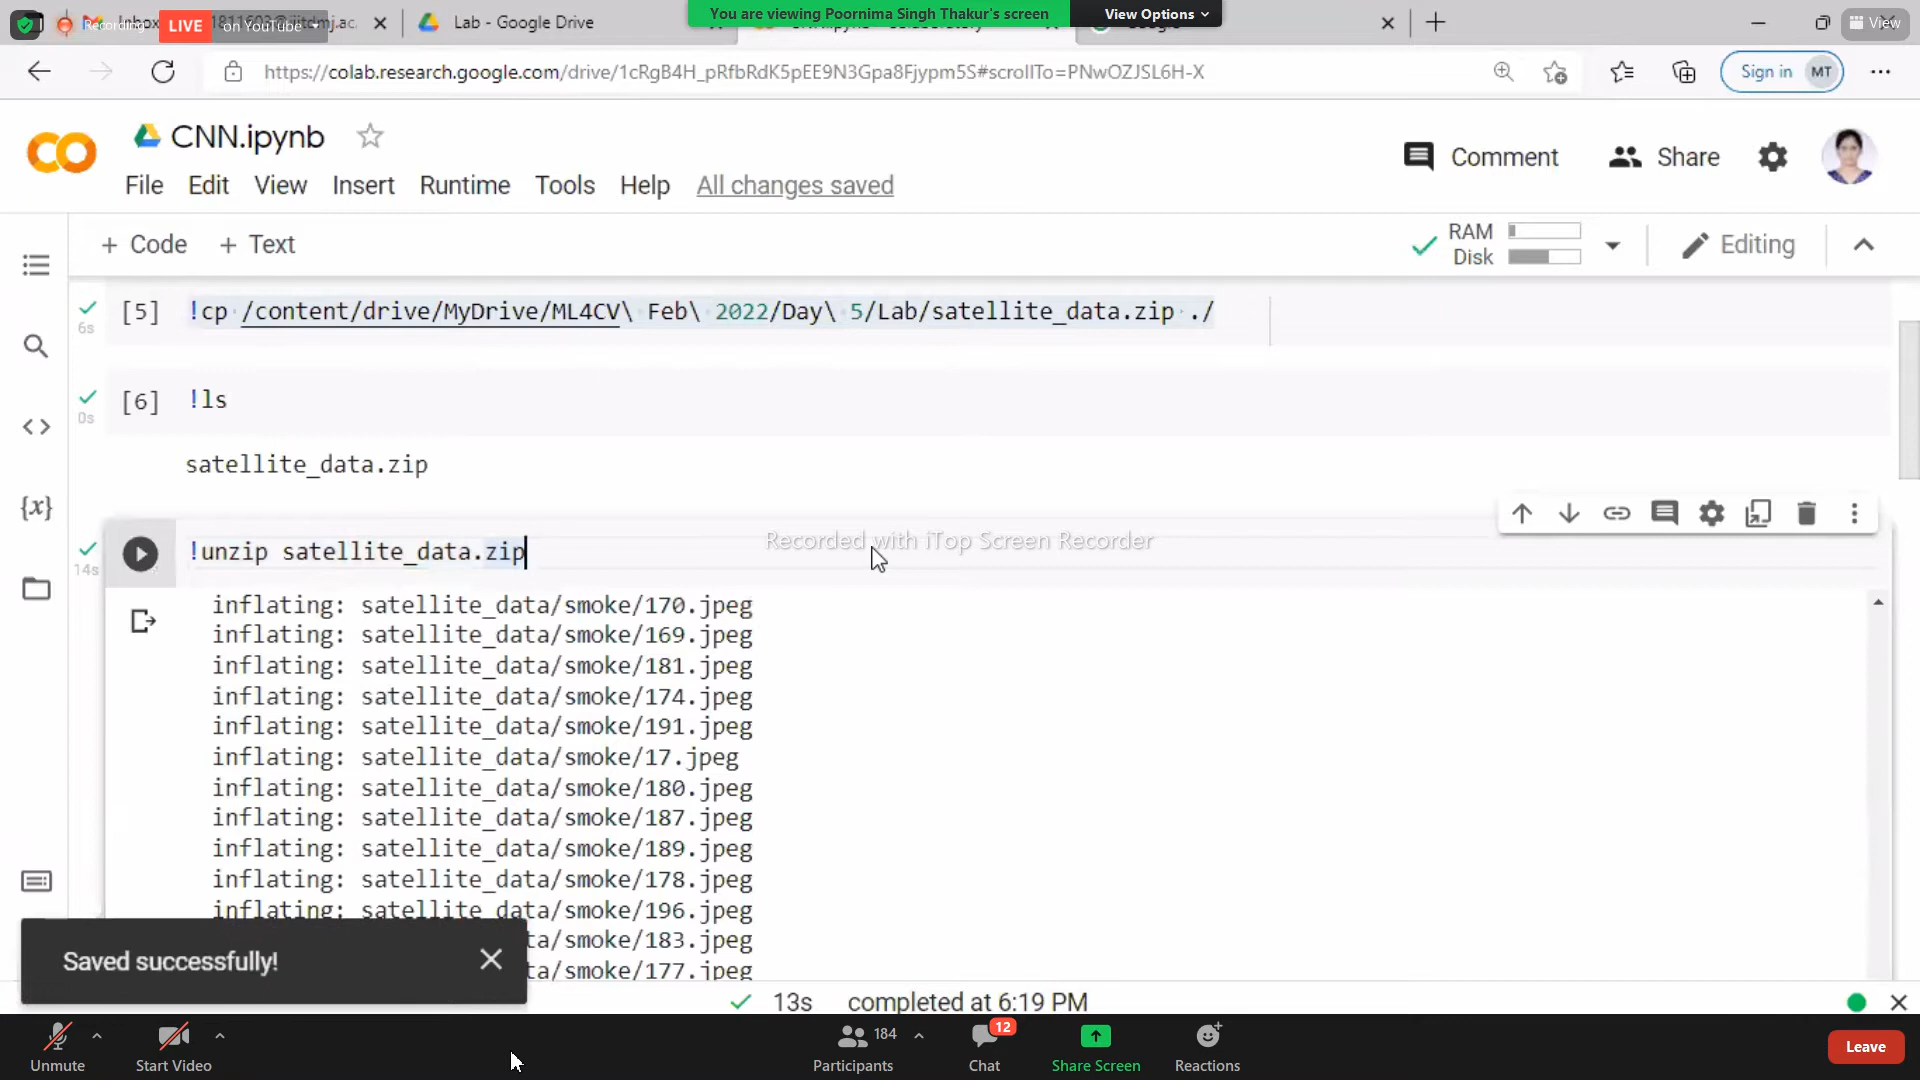 Recording
LIVE
on YouTube
Lab - Google Drive
You are viewing Poornima Singh Thakur's screen
View Options
View
https://colab.research.google.com/drive/1cRgB4H_pRfbRdK5pEE9N3Gpa8Fjypm5S#scrollTo=PNwOZJSL6H-X
Sign in
MT
CNN.ipynb
Comment
Share
File Edit View Insert Runtime Tools Help All changes saved
+ Code + Text
RAM
Disk
Editing
[5] !cp /content/drive/MyDrive/ML4CV\ Feb\ 2022/Day\ 5/Lab/satellite_data.zip ./
6s
[6] !ls
0s
satellite_data.zip
!unzip satellite_data.zip
14s
Recorded with iTop Screen Recorder
inflating: satellite_data/smoke/170.jpeg
inflating: satellite_data/smoke/169.jpeg
inflating: satellite_data/smoke/181.jpeg
inflating: satellite_data/smoke/174.jpeg
inflating: satellite_data/smoke/191.jpeg
inflating: satellite_data/smoke/17.jpeg
inflating: satellite_data/smoke/180.jpeg
inflating: satellite_data/smoke/187.jpeg
inflating: satellite_data/smoke/189.jpeg
inflating: satellite_data/smoke/178.jpeg
inflating: satellite_data/smoke/196.jpeg
ta/smoke/183.jpeg
ta/smoke/177.jpeg
Saved successfully!
13s completed at 6:19 PM
Unmute
Start Video
184
Participants
12
Chat
Share Screen
Reactions
Leave